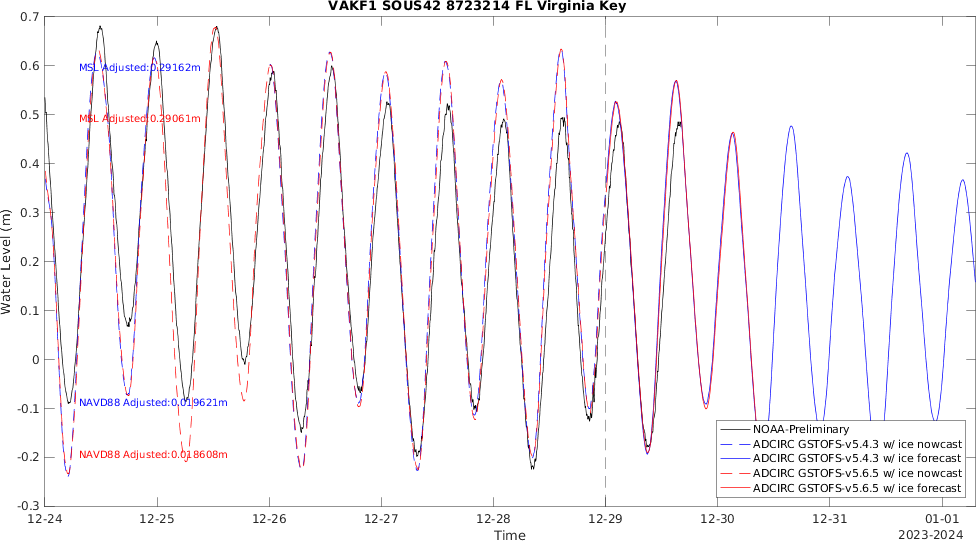 VAKF1 SOUS42 8723214 FL Virginia Key
0.7
0.6
0.5
0.4
0.3
0.2
0.1
0
-0.1
-0.2
-0.3
Water Level (m)
MSL Adjusted:0.29162m
MSL Adjusted:0.29061m
NAVD88 Adjusted:0.019621m
NAVD88 Adjusted:0.018608m
NOAA-Preliminary
ADCIRC GSTOFS-v5.4.3 w/ ice nowcast
ADCIRC GSTOFS-v5.4.3 w/ ice forecast
ADCIRC GSTOFS-v5.6.5 w/ ice nowcast
ADCIRC GSTOFS-v5.6.5 w/ ice forecast
12-24 12-25 12-26 12-27 12-28 12-29 12-30 12-31 01-01
Time
2023-2024